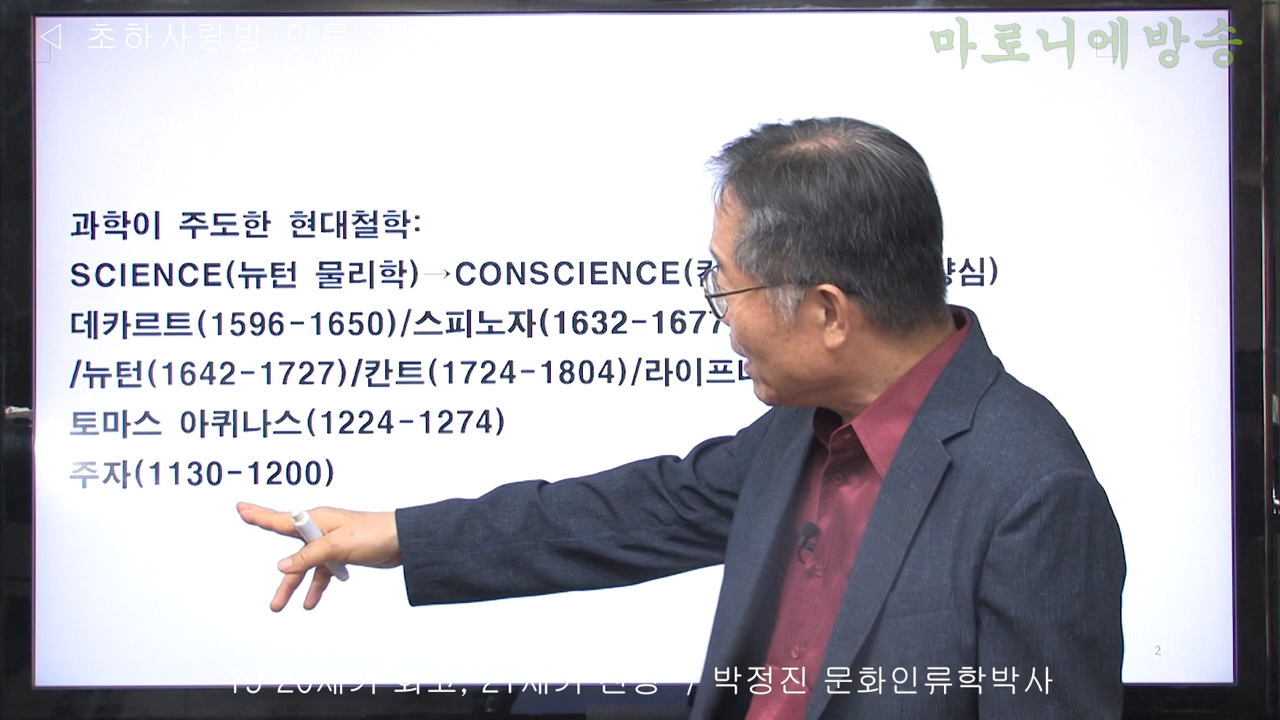 ◁ 초하사랑방 인문
마로니에방송
과학이 주도한 현대철학:
SCIENCE(뉴턴 물리학)→CONSCIENCE(칸 양심)
데카르트(1596-1650)/스피노자(1632-1677
/뉴턴(1642-1727)/칸트(1724-1804)/라이프니
토마스 아퀴나스(1224-1274)
주자(1130-1200)
2
/ 박정진 문화인류학박사